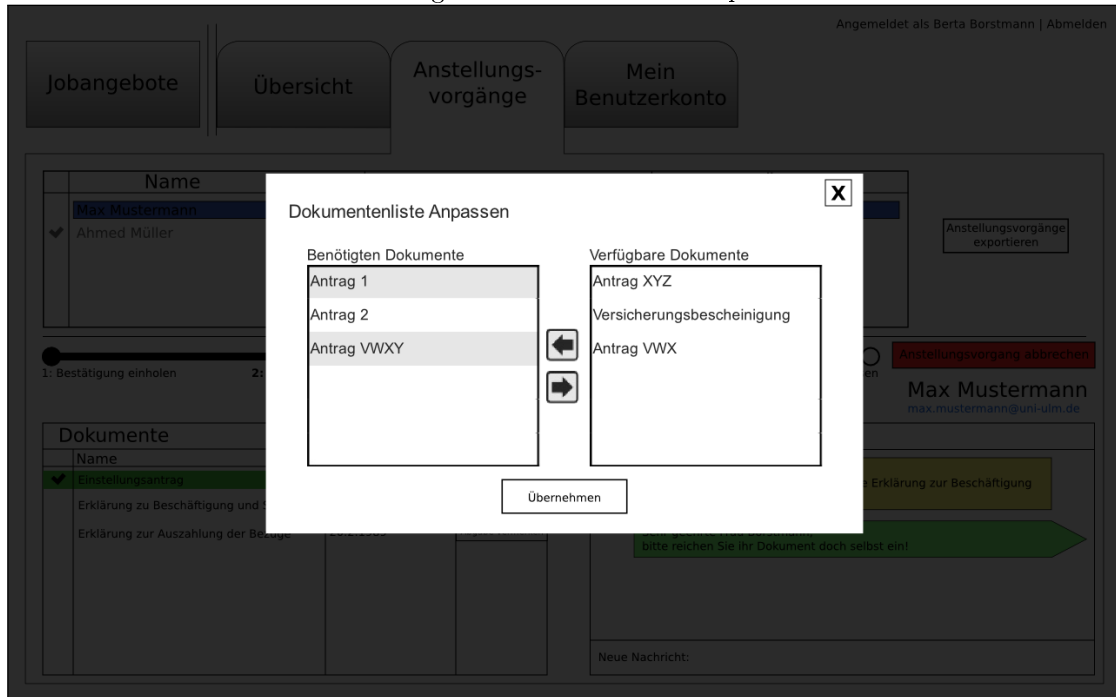 Angemeldet als Berta Borstmann | Abmelden
Jobangebote
Übersicht
Anstellungs-
vorgänge
Mein
Benutzerkonto
Name
Max Mustermann
Ahmed Müller
Anstellungsvorgänge
exportieren
Dokumentenliste Anpassen
X
Benötigten Dokumente
Antrag 1
Antrag 2
Antrag VWXY
Verfügbare Dokumente
Antrag XYZ
Versicherungsbescheinigung
Antrag VWX
Übernehmen
1: Bestätigung einholen
2:
en
Anstellungsvorgang abbrechen
Max Mustermann
max.mustermann@uni-ulm.de
Dokumente
Name
Einstellungsantrag
Erklärung zu Beschäftigung und S
Erklärung zur Auszahlung der Bezüge
e Erklärung zur Beschäftigung
bitte reichen Sie ihr Dokument doch selbst ein!
Neue Nachricht: